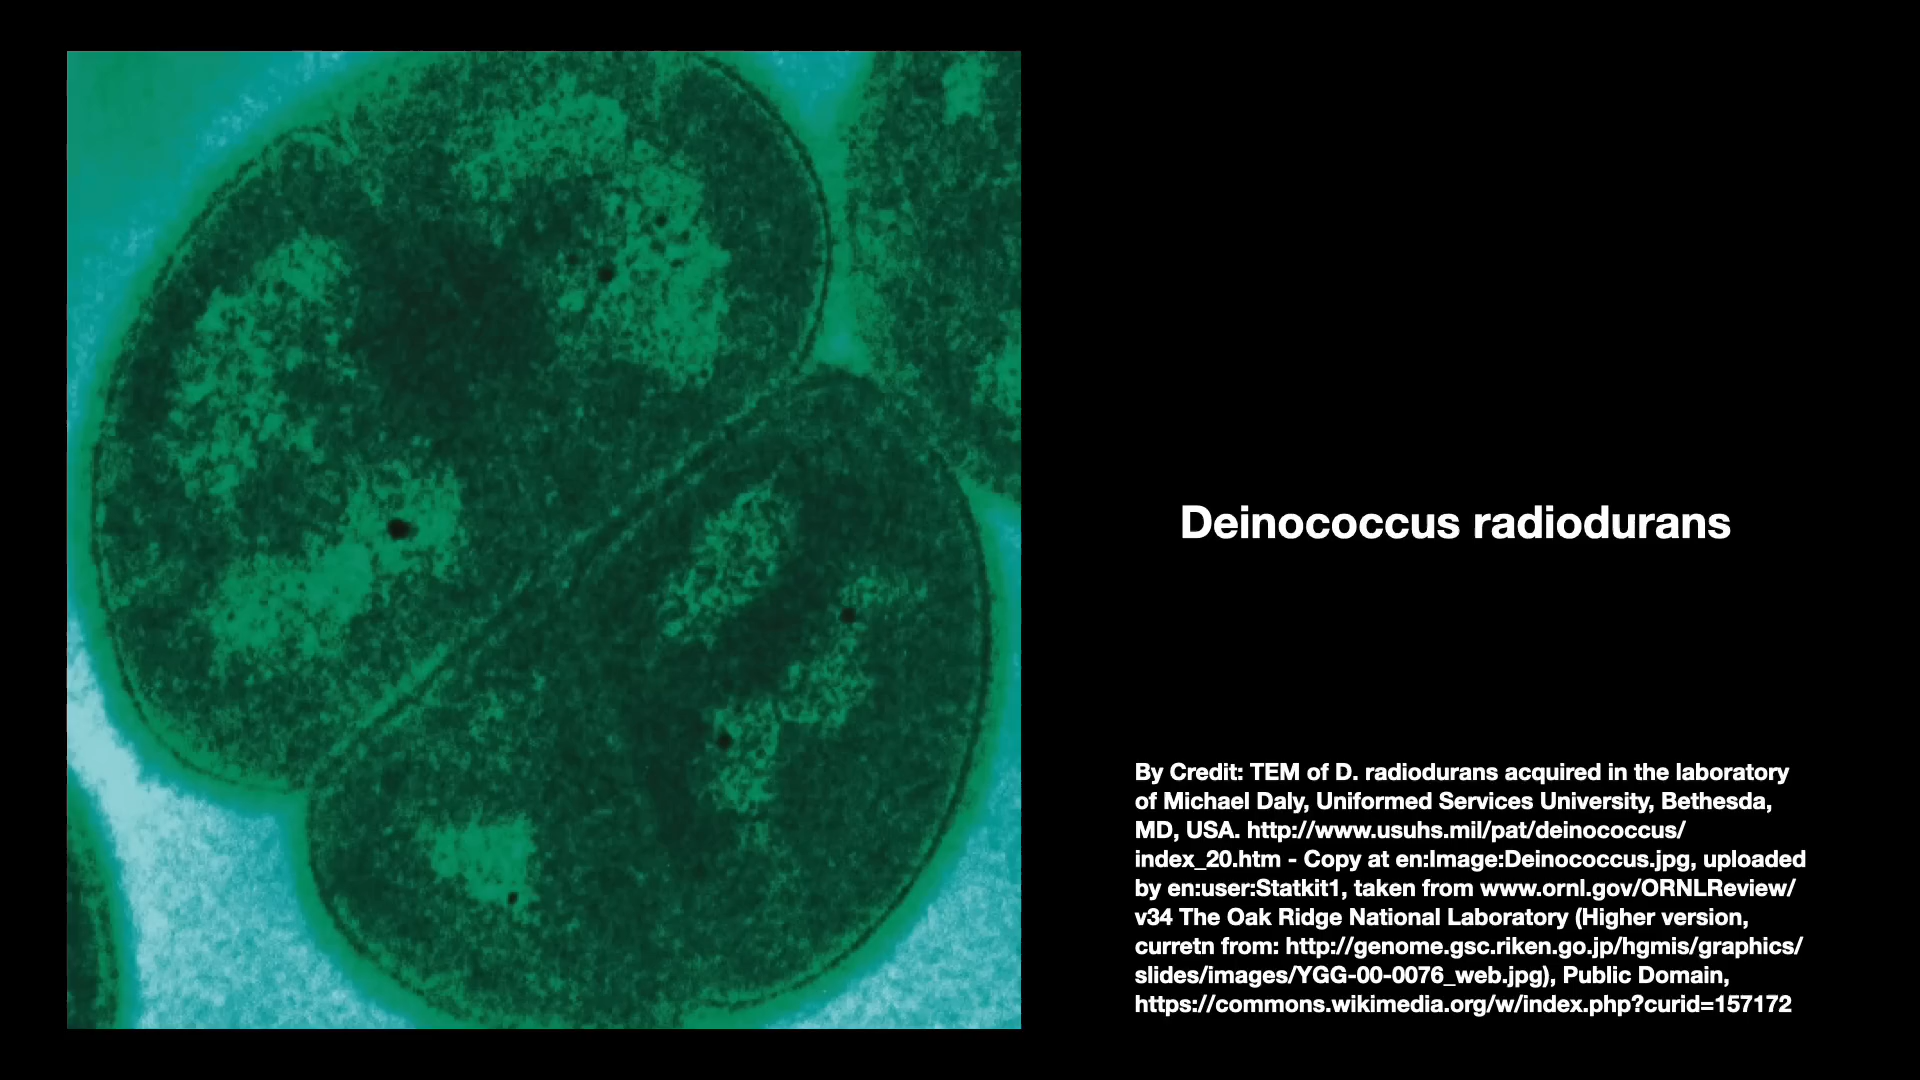 Deinococcus radiodurans
By Credit: TEM of D. radiodurans acquired in the laboratory
of Michael Daly, Uniformed Services University, Bethesda,
MD, USA. http://www.usuhs.mil/pat/deinococcus/
index_20.htm - Copy at en:Image:Deinococcus.jpg, uploaded
by en:user:Statkit1, taken from www.ornl.gov/ORNLReview/
v34 The Oak Ridge National Laboratory (Higher version,
curretn from: http://genome.gsc.riken.go.jp/hgmis/graphics/
slides/images/YGG-00-0076_web.jpg), Public Domain,
https://commons.wikimedia.org/w/index.php?curid=157172